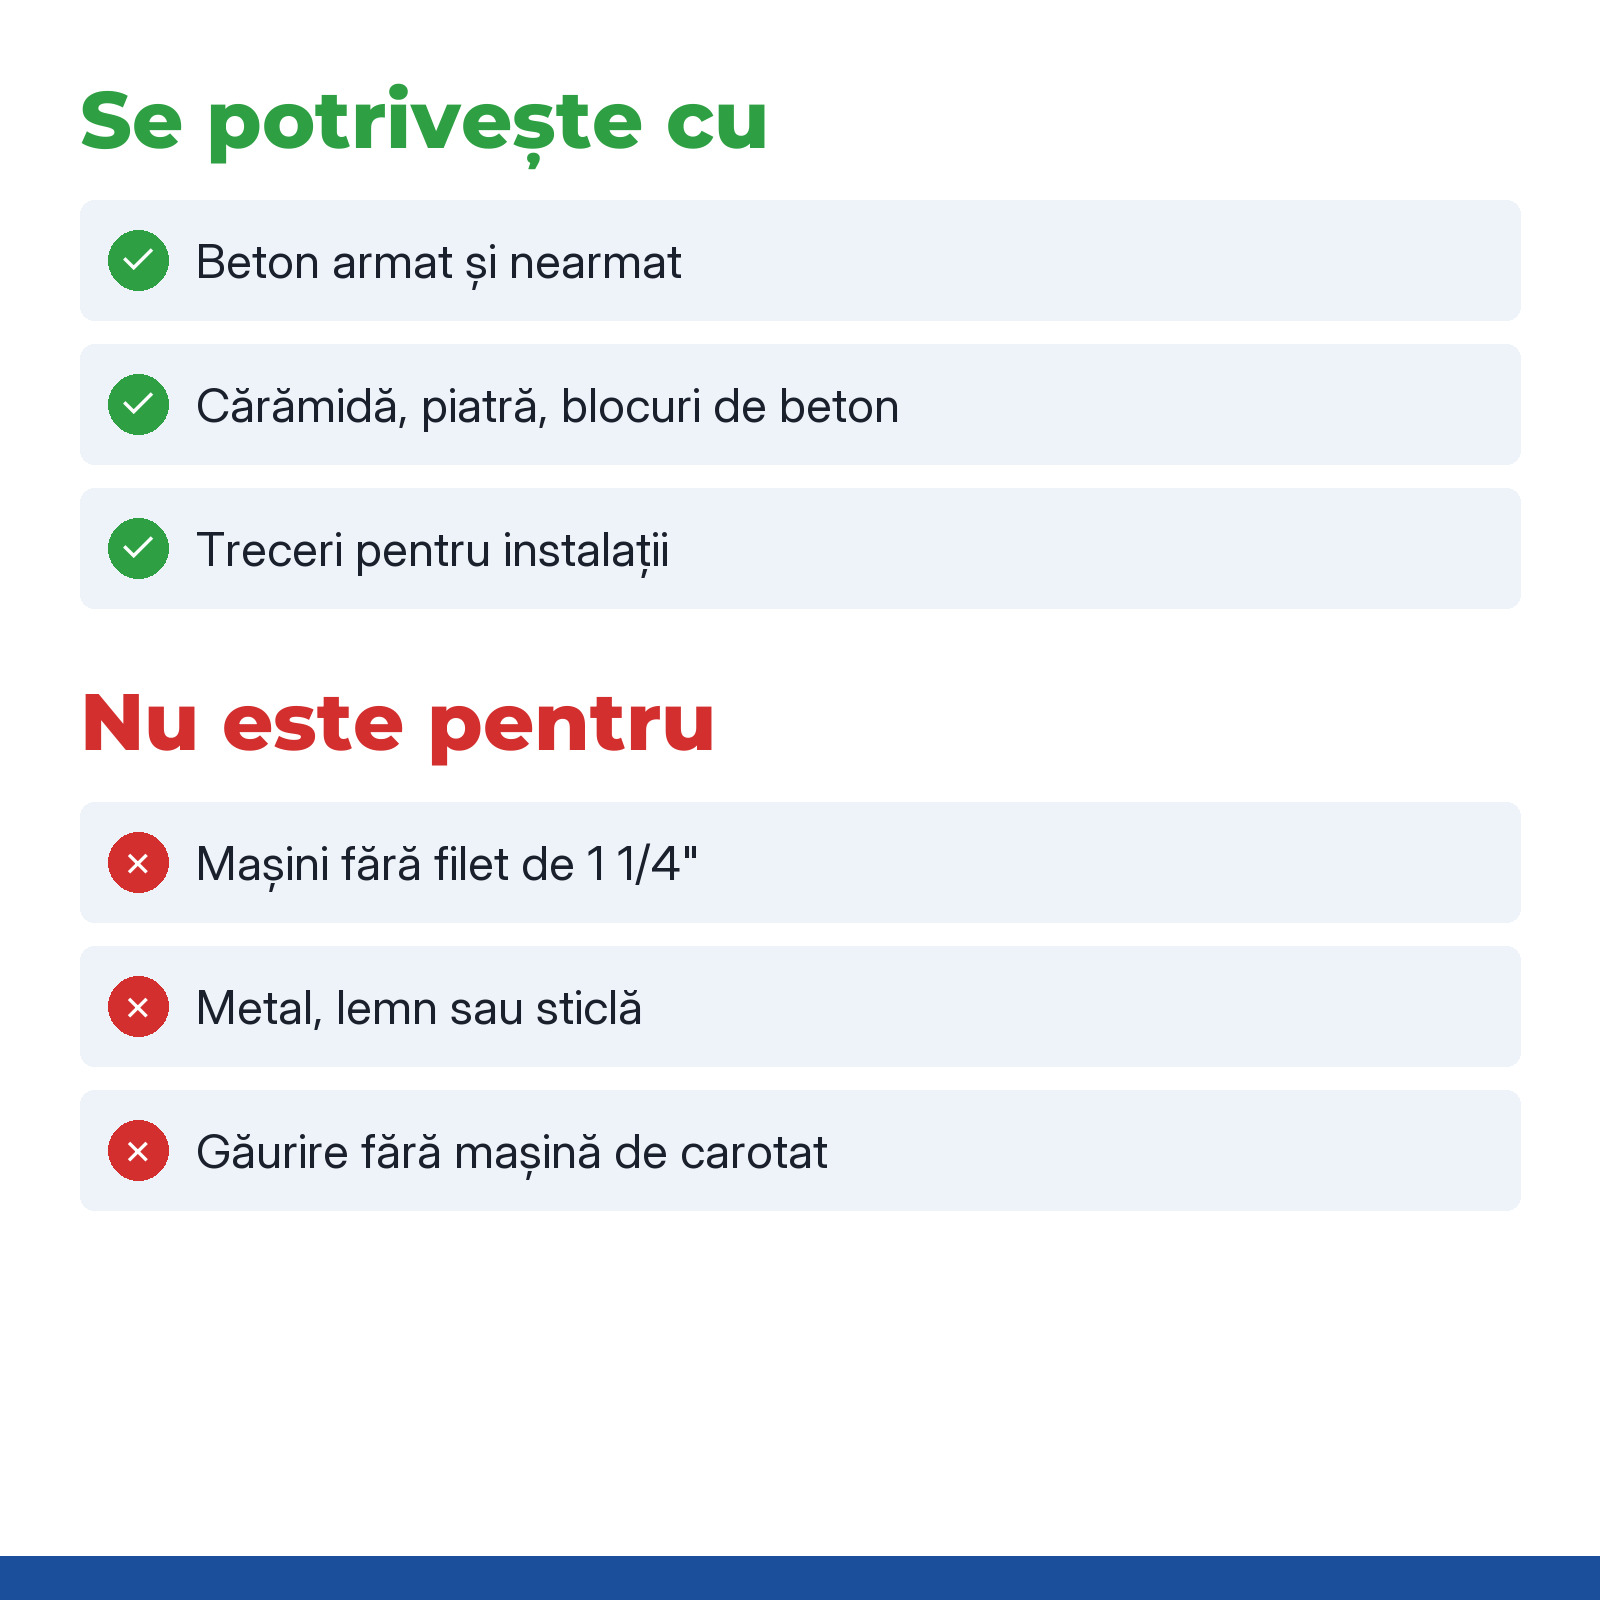 Se potrivește cu
Beton armat și nearmat
Cărămidă, piatră, blocuri de beton
Treceri pentru instalații
Nu este pentru
Mașini fără filet de 1 1/4"
Metal, lemn sau sticlă
Găurire fără mașină de carotat